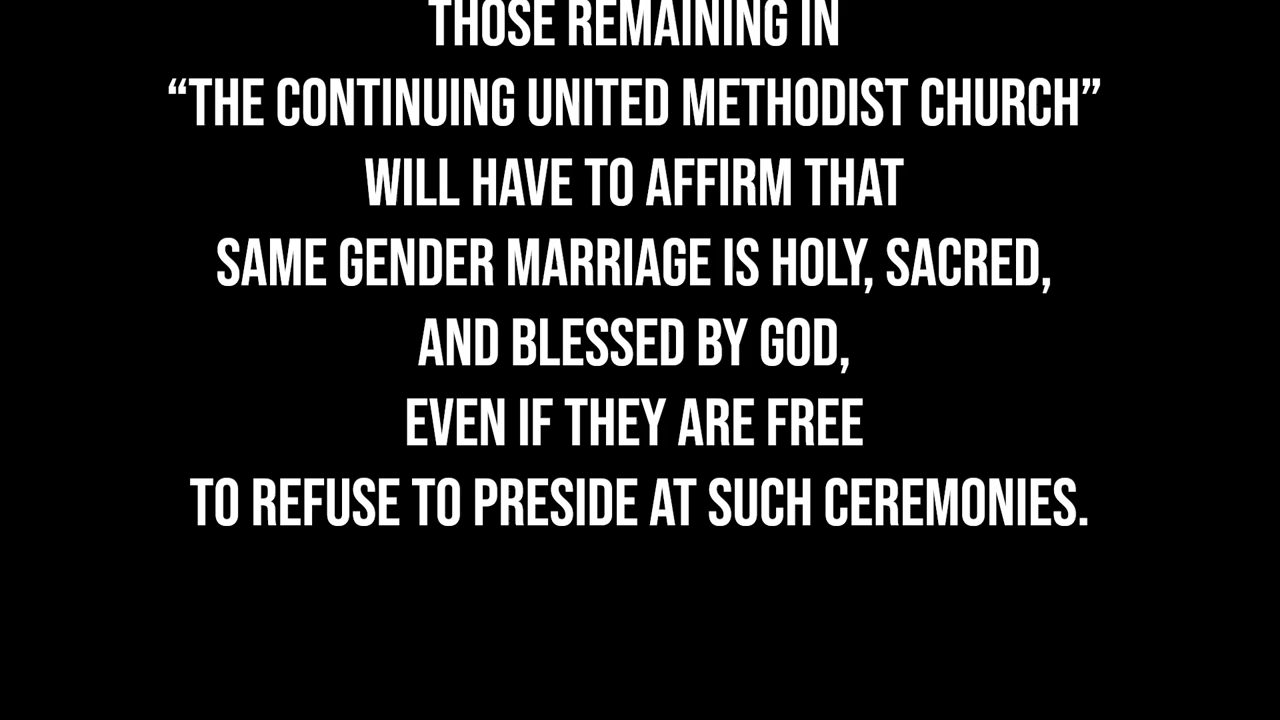 THOSE REMAINING IN
“THE CONTINUING UNITED METHODIST CHURCH”
WILL HAVE TO AFFIRM THAT
SAME GENDER MARRIAGE IS HOLY, SACRED,
AND BLESSED BY GOD,
EVEN IF THEY ARE FREE
TO REFUSE TO PRESIDE AT SUCH CEREMONIES.